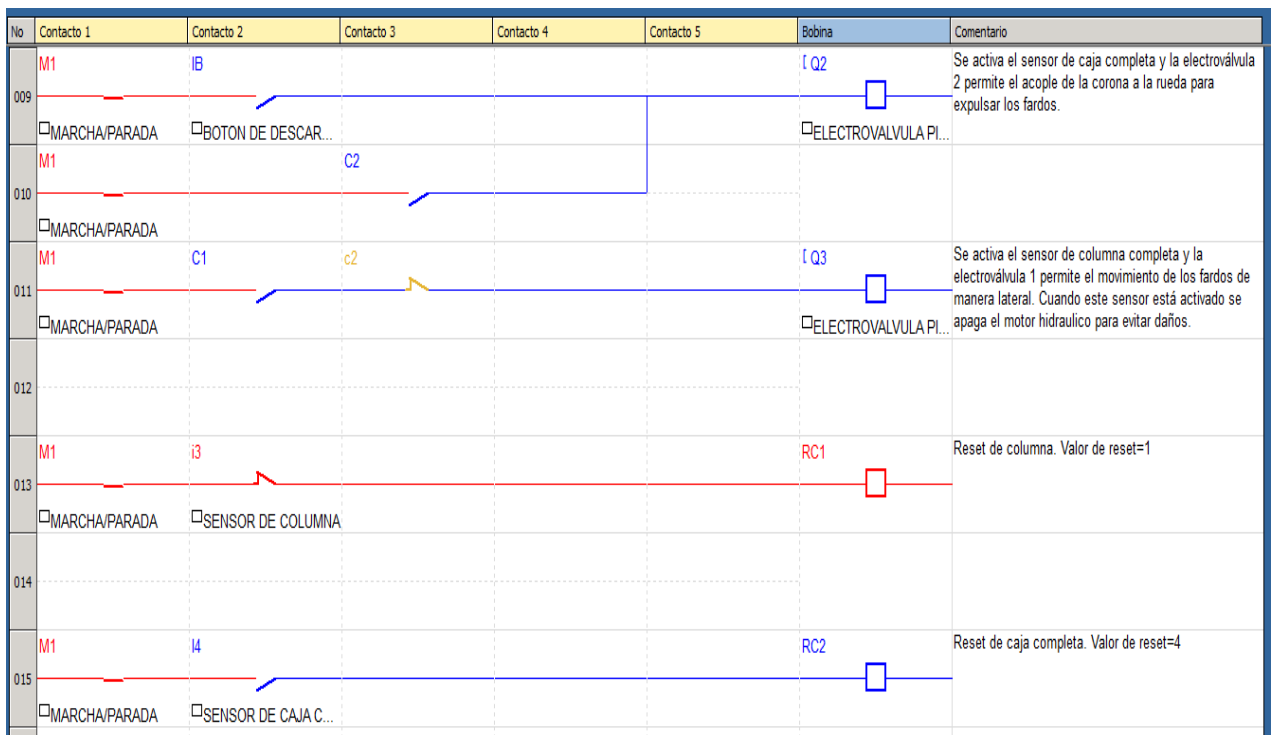 No Contacto 1 Contacto 2 Contacto 3 Contacto 4 Contacto 5 Bobina Comentario
009
M1 IB [ Q2
MARCHA/PARADA BOTON DE DESCAR... ELECTROVALVULA PI...
Se activa el sensor de caja completa y la electroválvula
2 permite el acople de la corona a la rueda para
expulsar los fardos.
010
M1 C2
MARCHA/PARADA
011
M1 C1 c2 [ Q3
MARCHA/PARADA ELECTROVALVULA PI...
Se activa el sensor de columna completa y la
electroválvula 1 permite el movimiento de los fardos de
manera lateral. Cuando este sensor está activado se
apaga el motor hidraulico para evitar daños.
012
013
M1 i3 RC1
MARCHA/PARADA SENSOR DE COLUMNA
Reset de columna. Valor de reset=1
014
015
M1 I4 RC2
MARCHA/PARADA SENSOR DE CAJA C...
Reset de caja completa. Valor de reset=4